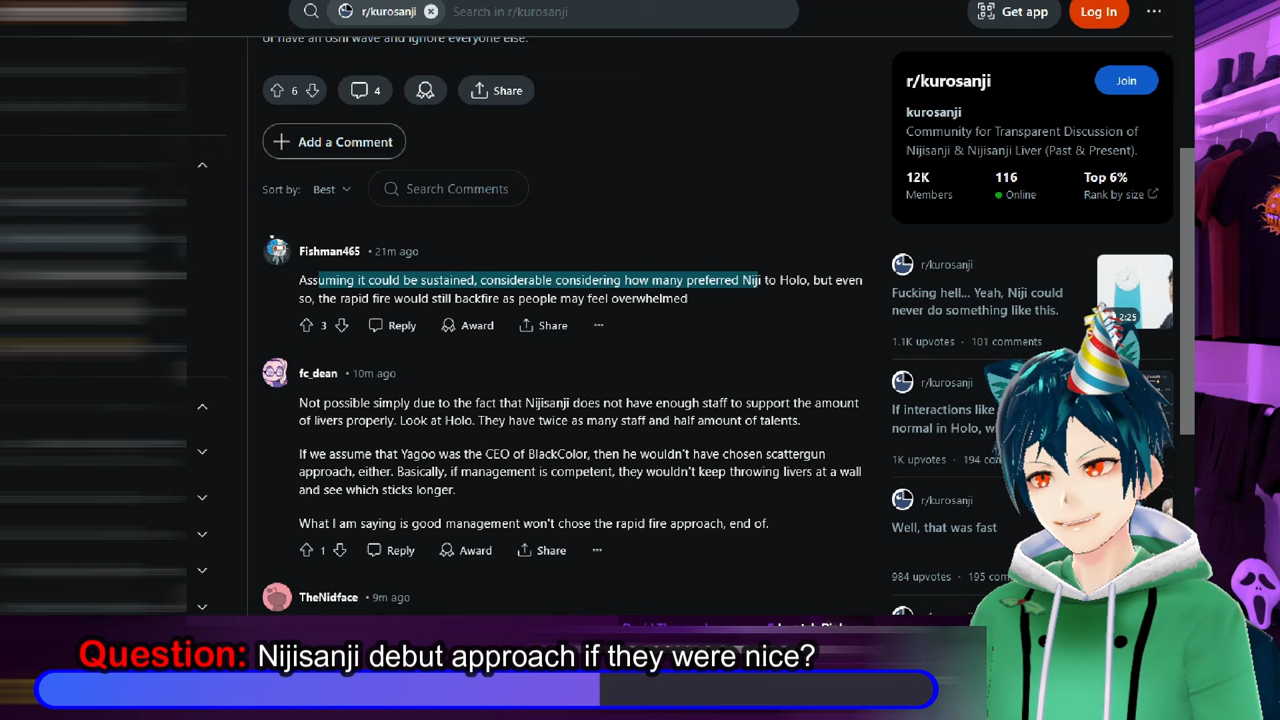 r/kurosanji
Search in r/kurosanji
Get app
Log In
or have an oshi wave and ignore everyone else.
6
4
Share
Add a Comment
Sort by: Best
Search Comments
Fishman465 • 21m ago
Assuming it could be sustained, considerable considering how many preferred Niji to Holo, but even
so, the rapid fire would still backfire as people may feel overwhelmed
3
Reply
Award
Share
fc_dean • 10m ago
Not possible simply due to the fact that Nijisanji does not have enough staff to support the amount
of livers properly. Look at Holo. They have twice as many staff and half amount of talents.
If we assume that Yagoo was the CEO of BlackColor, then he wouldn't have chosen scattergun
approach, either. Basically, if management is competent, they wouldn't keep throwing livers at a wall
and see which sticks longer.
What I am saying is good management won't chose the rapid fire approach, end of.
1
Reply
Award
Share
TheNidface • 9m ago
r/kurosanji
Join
kurosanji
Community for Transparent Discussion of
Nijisanji & Nijisanji Liver (Past & Present).
12K
116
Top 6%
Members
Online
Rank by size
r/kurosanji
Fucking hell... Yeah, Niji could
never do something like this.
2:25
1.1K upvotes • 101 comments
r/kurosanji
If interactions like
normal in Holo,
1K upvotes • 194
r/kurosanji
Well, that was fast
984 upvotes • 195
Question: Nijisanji debut approach if they were nice?